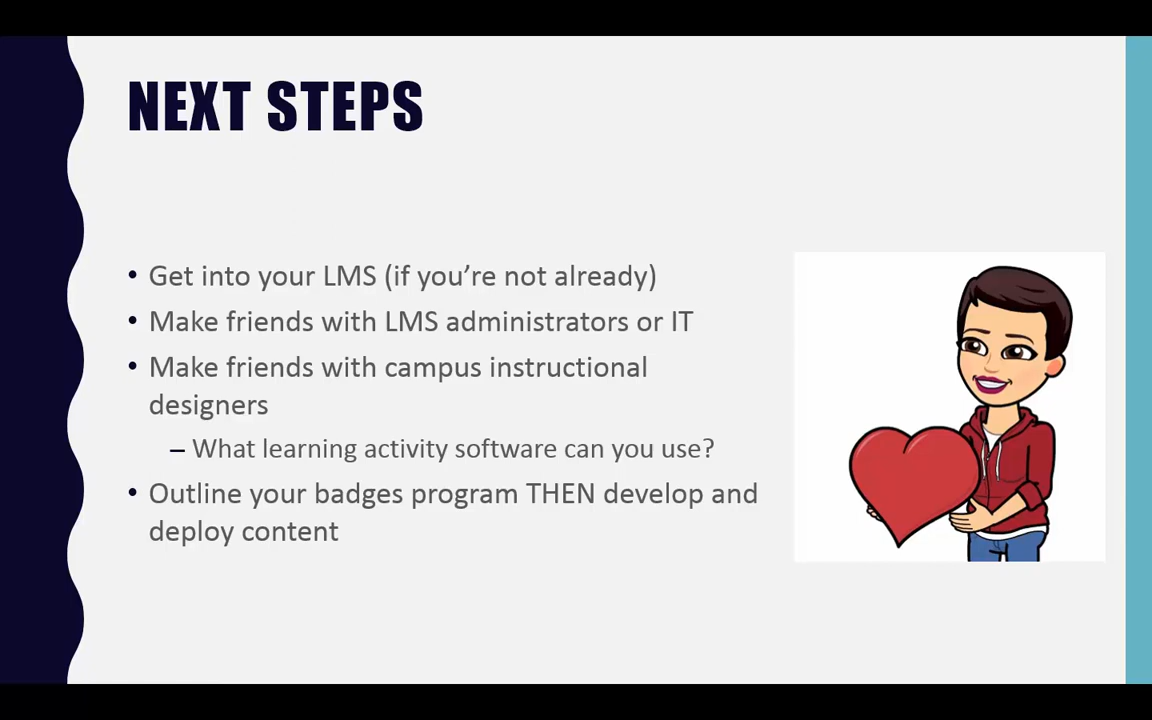 NEXT STEPS
• Get into your LMS (if you’re not already)
• Make friends with LMS administrators or IT
• Make friends with campus instructional
designers
– What learning activity software can you use?
• Outline your badges program THEN develop and
deploy content